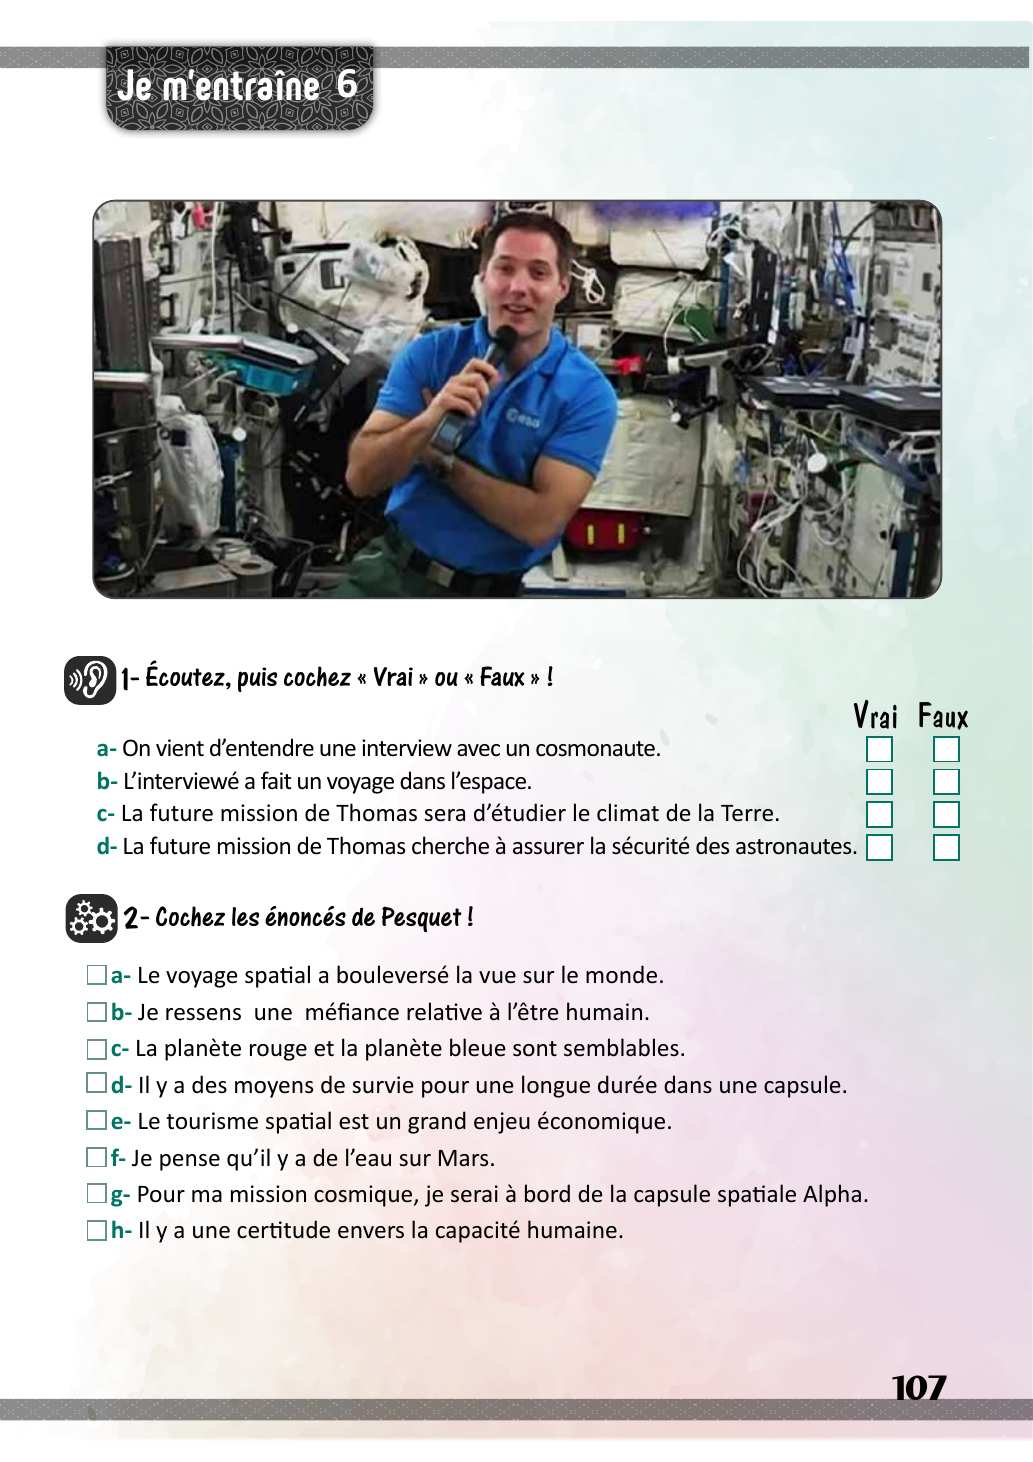 Je m'entraîne 6
esa
1- Écoutez, puis cochez « Vrai » ou « Faux » !
Vrai Faux
a- On vient d’entendre une interview avec un cosmonaute.
b- L’interviewé a fait un voyage dans l’espace.
c- La future mission de Thomas sera d’étudier le climat de la Terre.
d- La future mission de Thomas cherche à assurer la sécurité des astronautes.
2- Cochez les énoncés de Pesquet !
a- Le voyage spatial a bouleversé la vue sur le monde.
b- Je ressens une méfiance relative à l’être humain.
c- La planète rouge et la planète bleue sont semblables.
d- Il y a des moyens de survie pour une longue durée dans une capsule.
e- Le tourisme spatial est un grand enjeu économique.
f- Je pense qu’il y a de l’eau sur Mars.
g- Pour ma mission cosmique, je serai à bord de la capsule spatiale Alpha.
h- Il y a une certitude envers la capacité humaine.
107